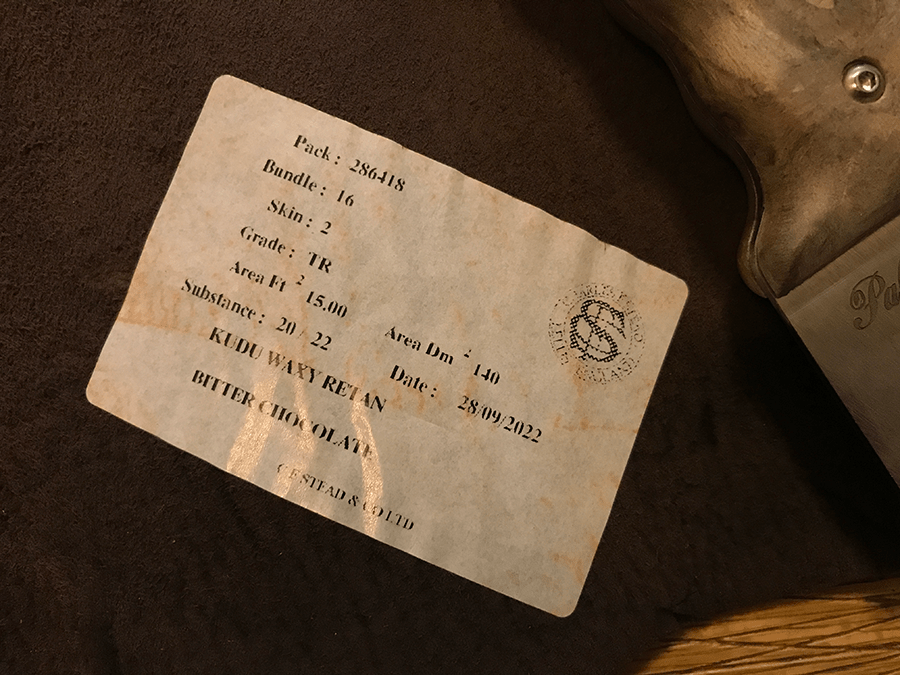 Pack : 286418
Bundle : 16
Skin : 2
Grade : TR
Area Ft 2 15.00 Area Dm 2 140
Substance : 20 - 22 Date : 28/09/2022
KUDU WAXY RETAN
BITTER CHOCOLATE
C F STEAD & CO LTD